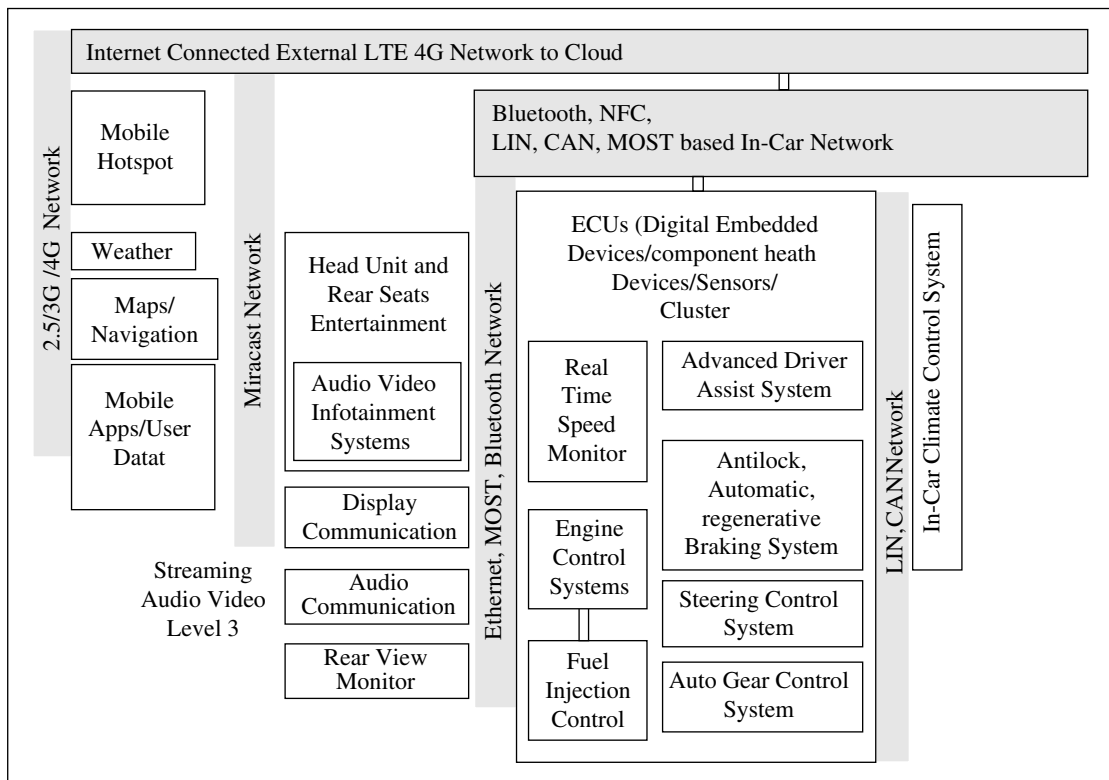 Internet Connected External LTE 4G Network to Cloud
2.5/3G /4G Network
Mobile
Hotspot
Weather
Maps/
Navigation
Mobile
Apps/User
Datat
Miracast Network
Streaming
Audio Video
Level 3
Head Unit and
Rear Seats
Entertainment
Audio Video
Infotainment
Systems
Display
Communication
Audio
Communication
Rear View
Monitor
Bluetooth, NFC,
LIN, CAN, MOST based In-Car Network
Ethernet, MOST, Bluetooth Network
ECUs (Digital Embedded
Devices/component heath
Devices/Sensors/
Cluster
Real
Time
Speed
Monitor
Engine
Control
Systems
Fuel
Injection
Control
Advanced Driver
Assist System
Antilock,
Automatic,
regenerative
Braking System
Steering Control
System
Auto Gear Control
System
LIN,CANNetwork
In-Car Climate Control System